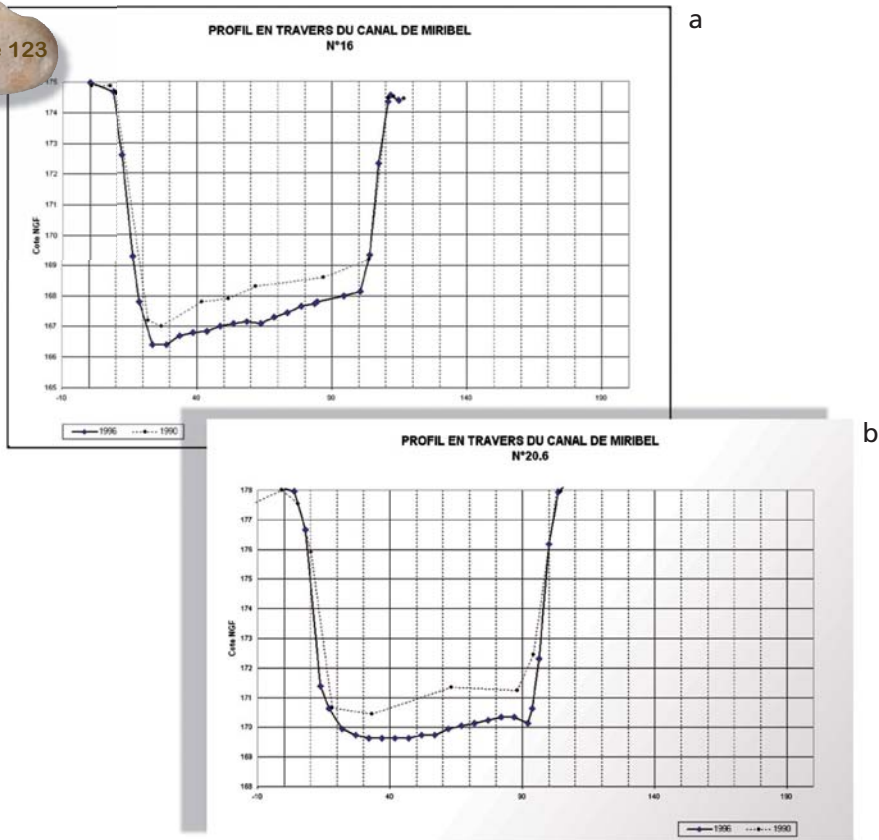 123
a
PROFIL EN TRAVERS DU CANAL DE MIRIBEL
N°16
175
174
173
172
171
170
169
168
167
166
165
Cote NGF
-10 40 90 140 190
1996 1990
b
PROFIL EN TRAVERS DU CANAL DE MIRIBEL
N°20.6
178
177
176
175
174
173
172
171
170
169
168
Cote NGF
-10 40 90 140 190
1996 1990